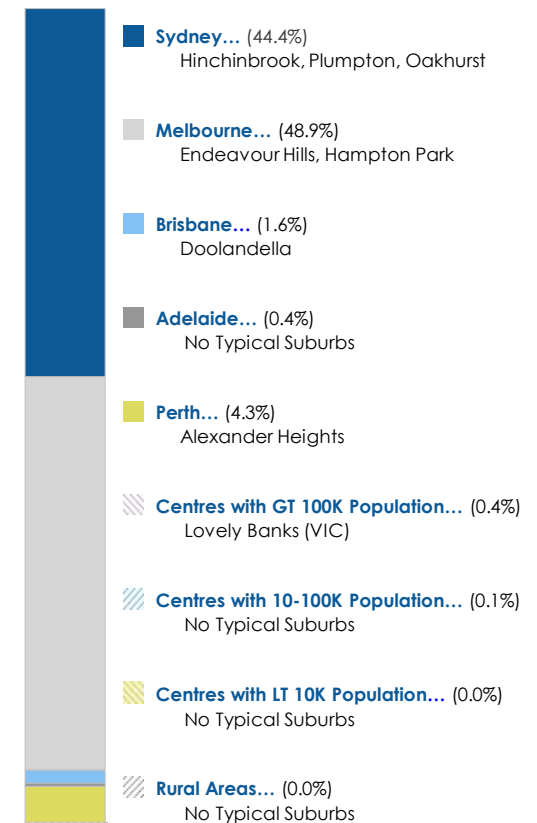 Sydney… (44.4%)
Hinchinbrook, Plumpton, Oakhurst
Melbourne… (48.9%)
Endeavour Hills, Hampton Park
Brisbane… (1.6%)
Doolandella
Adelaide… (0.4%)
No Typical Suburbs
Perth… (4.3%)
Alexander Heights
Centres with GT 100K Population… (0.4%)
Lovely Banks (VIC)
Centres with 10-100K Population… (0.1%)
No Typical Suburbs
Centres with LT 10K Population… (0.0%)
No Typical Suburbs
Rural Areas… (0.0%)
No Typical Suburbs